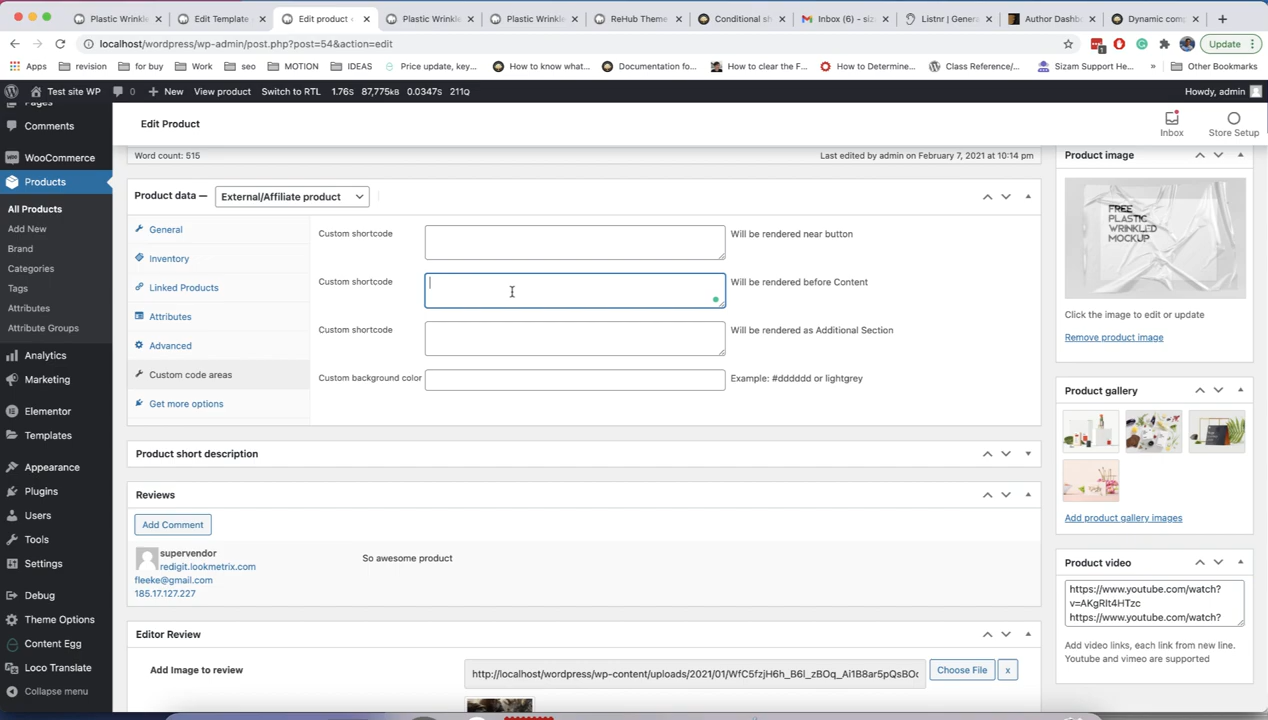 Plastic Wrinkle
Edit Template
Edit product
Plastic Wrinkle
Plastic Wrinkle
ReHub Theme
Conditional sh
Inbox (6) - siz
Listnr | Genera
Author Dashb
Dynamic com
localhost/wordpress/wp-admin/post.php?post=54&action=edit
Update
Apps
revision
for buy
Work
seo
MOTION
IDEAS
Price update, key...
How to know what...
Documentation fo...
How to clear the F...
How to Determine...
Class Reference/...
Sizam Support He...
»
Other Bookmarks
Test site WP
0
+ New
View product
Switch to RTL
1.76s
87,775kb
0.0347s
211Q
Howdy, admin
Pages
Comments
WooCommerce
Products
All Products
Add New
Brand
Categories
Tags
Attributes
Attribute Groups
Analytics
Marketing
Elementor
Templates
Appearance
Plugins
Users
Tools
Settings
Debug
Theme Options
Content Egg
Loco Translate
Collapse menu
Edit Product
Inbox
Store Setup
Word count: 515
Last edited by admin on February 7, 2021 at 10:14 pm
Product data —
External/Affiliate product
General
Inventory
Linked Products
Attributes
Advanced
Custom code areas
Get more options
Custom shortcode
Will be rendered near button
Custom shortcode
Will be rendered before Content
Custom shortcode
Will be rendered as Additional Section
Custom background color
Example: #dddddd or lightgrey
Product short description
Reviews
Add Comment
supervendor
redigit.lookmetrix.com
fleeke@gmail.com
185.17.127.227
So awesome product
Editor Review
Add Image to review
http://localhost/wordpress/wp-content/uploads/2021/01/WfC5fzjH6h_B6l_zBOq_Ai1B8ar5pQsBOc
Choose File
x
Product image
FREE
PLASTIC
WRINKLED
MOCKUP
Click the image to edit or update
Remove product image
Product gallery
Add product gallery images
Product video
https://www.youtube.com/watch?
v=AKgRIt4HTzc
https://www.youtube.com/watch?
Add video links, each link from new line.
Youtube and vimeo are supported